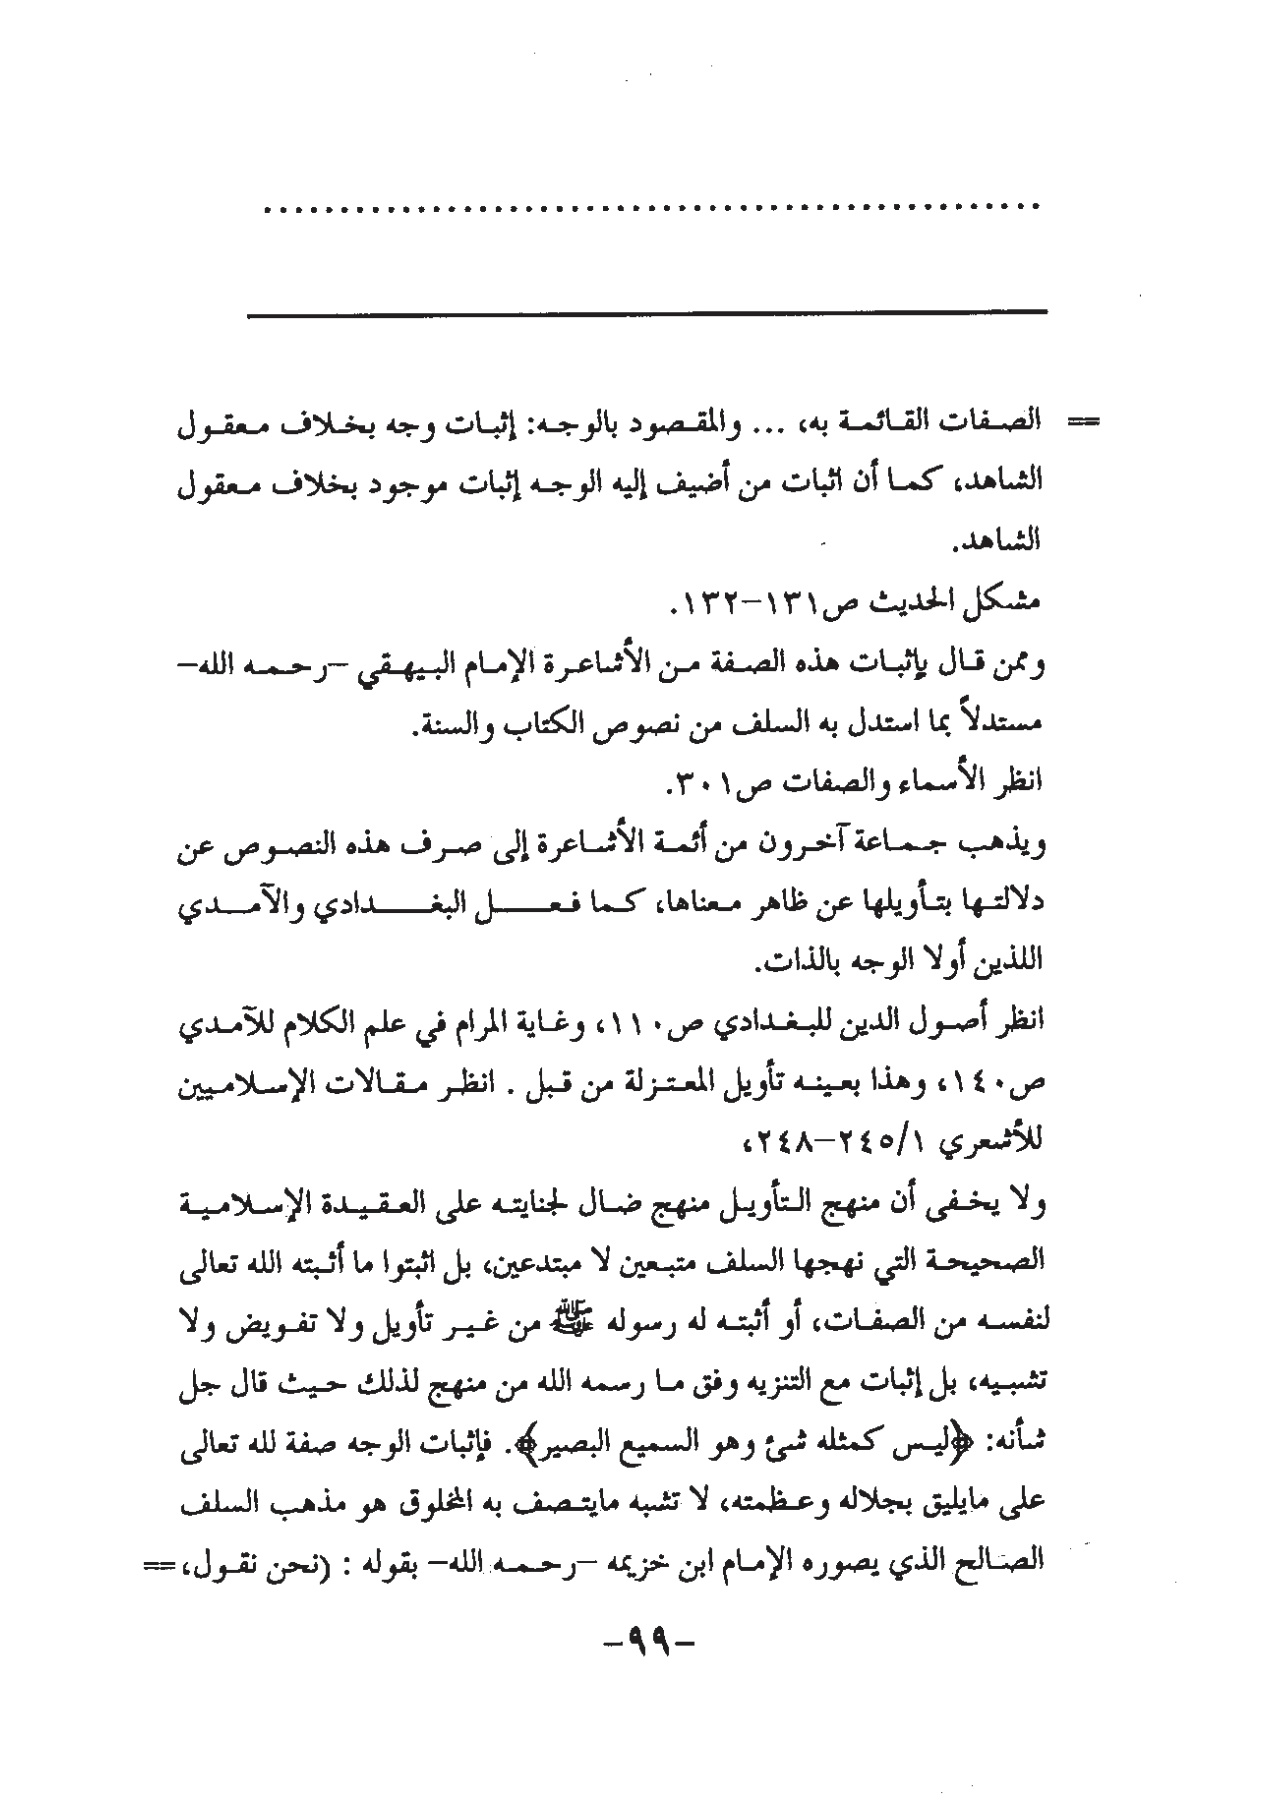 ..................................................
== الصفات القائمة به، ... والمقصود بالوجه: إثبات وجه بخلاف معقول
الشاهد، كما أن اثبات من أضيف إليه الوجه إثبات موجود بخلاف معقول
الشاهد.
مشكل الحديث ص١٣١-١٣٢.
وممن قال بإثبات هذه الصفة من الأشاعرة الإمام البيهقي -رحمه الله-
مستدلاً بما استدل به السلف من نصوص الكتاب والسنة.
انظر الأسماء والصفات ص٣٠١.
ويذهب جماعة آخرون من أئمة الأشاعرة إلى صرف هذه النصوص عن
دلالتها بتأويلها عن ظاهر معناها، كما فعل البغدادي والآمدي
اللذين أولا الوجه بالذات.
انظر أصول الدين للبغدادي ص١١٠، وغاية المرام في علم الكلام للآمدي
ص١٤٠، وهذا بعينه تأويل المعتزلة من قبل . انظر مقالات الإسلاميين
للأشعري ١/٢٤٥-٢٤٨،
ولا يخفى أن منهج التأويل منهج ضال لجنايته على العقيدة الإسلامية
الصحيحة التي نهجها السلف متبعين لا مبتدعين، بل اثبتوا ما أثبته الله تعالى
لنفسه من الصفات، أو أثبته له رسوله ﷺ من غير تأويل ولا تفويض ولا
تشبيه، بل إثبات مع التنزيه وفق ما رسمه الله من منهج لذلك حيث قال جل
شأنه: ﴿ليس كمثله شئ وهو السميع البصير﴾. فإثبات الوجه صفة لله تعالى
على مايليق بجلاله وعظمته، لا تشبه مايتصف به المخلوق هو مذهب السلف
الصالح الذي يصوره الإمام ابن خزيمه -رحمه الله- بقوله : (نحن نقول، ==
-٩٩-